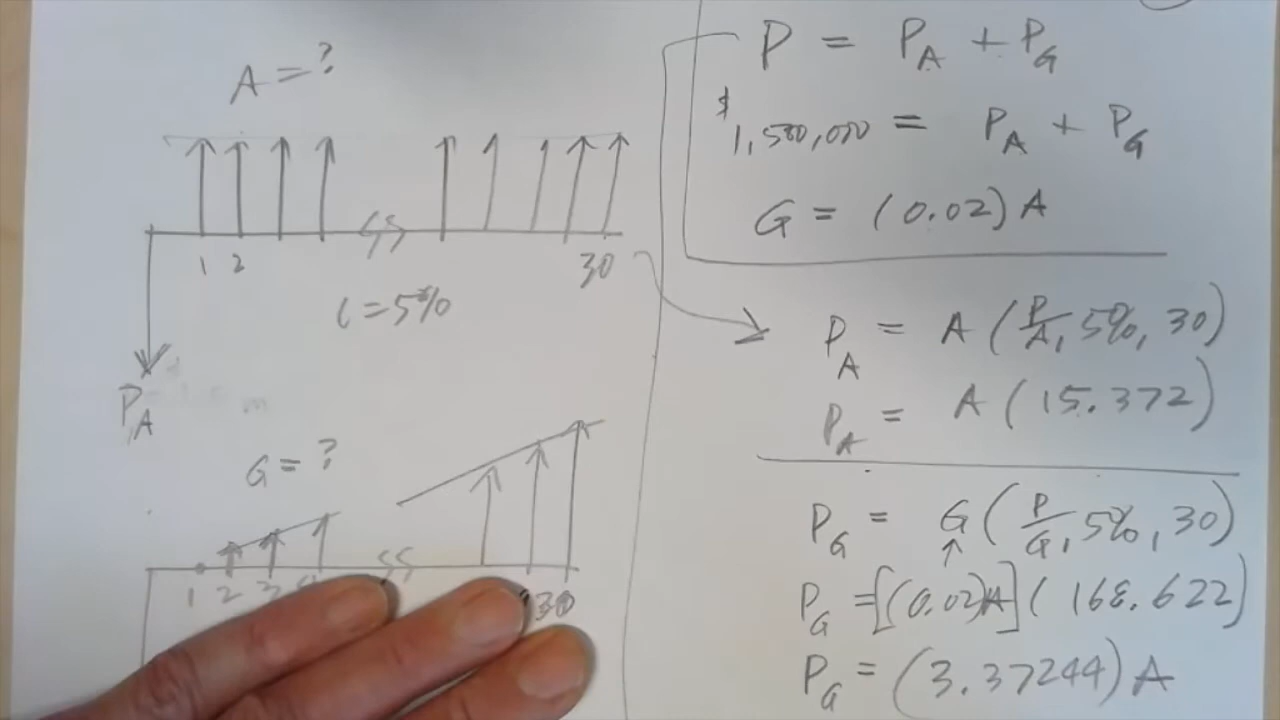 A = ?
1 2 30
i = 5%
P_A
G = ?
1 2 3 30
P = P_A + P_G
$1,500,000 = P_A + P_G
G = (0.02) A
P_A = A (P/A, 5%, 30)
P_A = A (15.372)
P_G = G (P/G, 5%, 30)
P_G = [(0.02)A] (168.622)
P_G = (3.37244) A